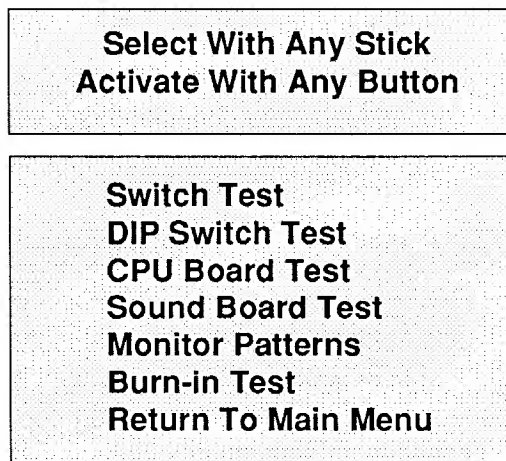 Select With Any Stick
Activate With Any Button
Switch Test
DIP Switch Test
CPU Board Test
Sound Board Test
Monitor Patterns
Burn-in Test
Return To Main Menu